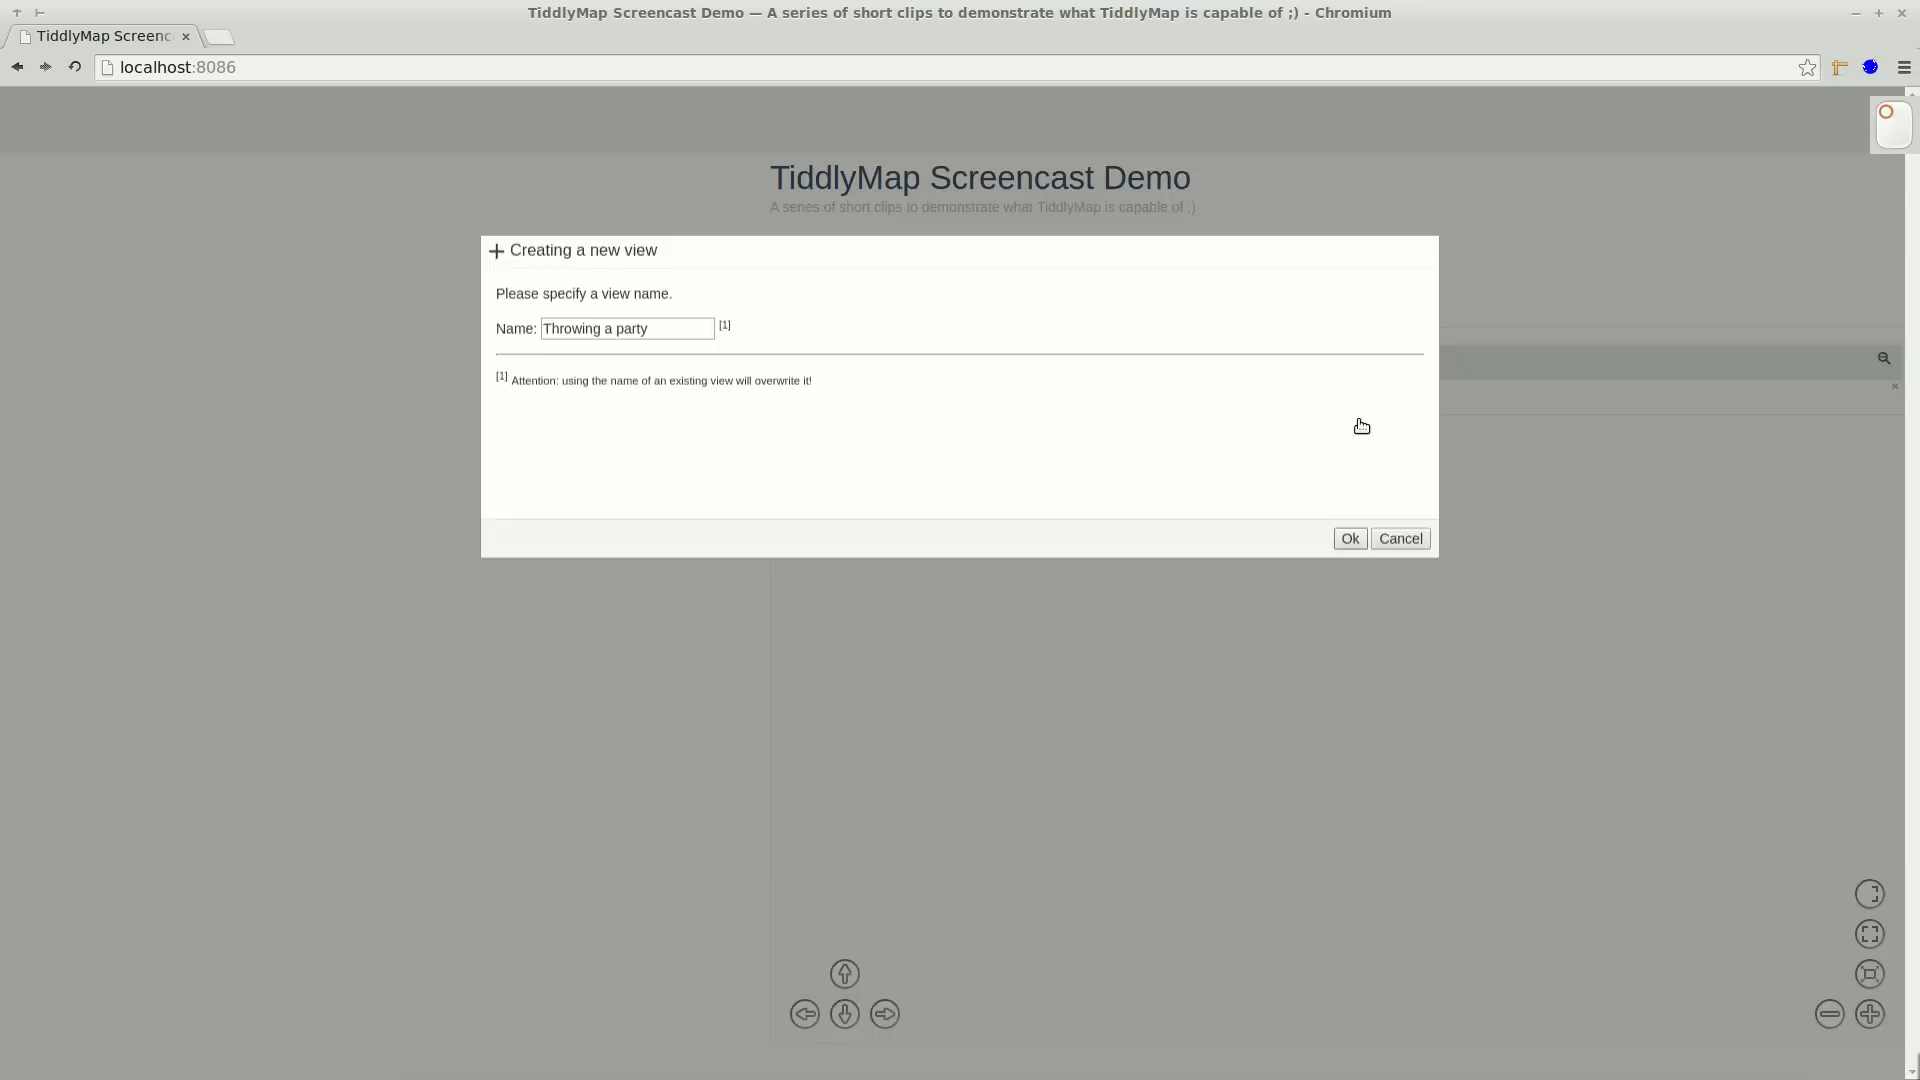 TiddlyMap Screencast Demo — A series of short clips to demonstrate what TiddlyMap is capable of ;) - Chromium
TiddlyMap Screenc
localhost:8086
TiddlyMap Screencast Demo
A series of short clips to demonstrate what TiddlyMap is capable of ;)
Creating a new view
Please specify a view name.
Name: Throwing a party [1]
[1] Attention: using the name of an existing view will overwrite it!
Ok Cancel